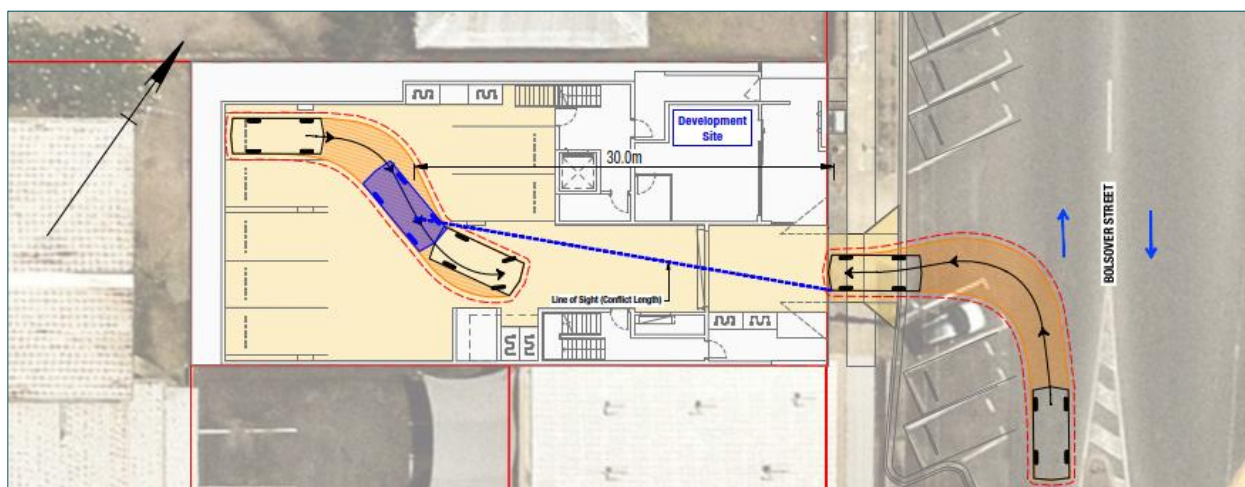 Development
Site
30.0m
Line of Sight (Conflict Length)
BOLSOVER STREET